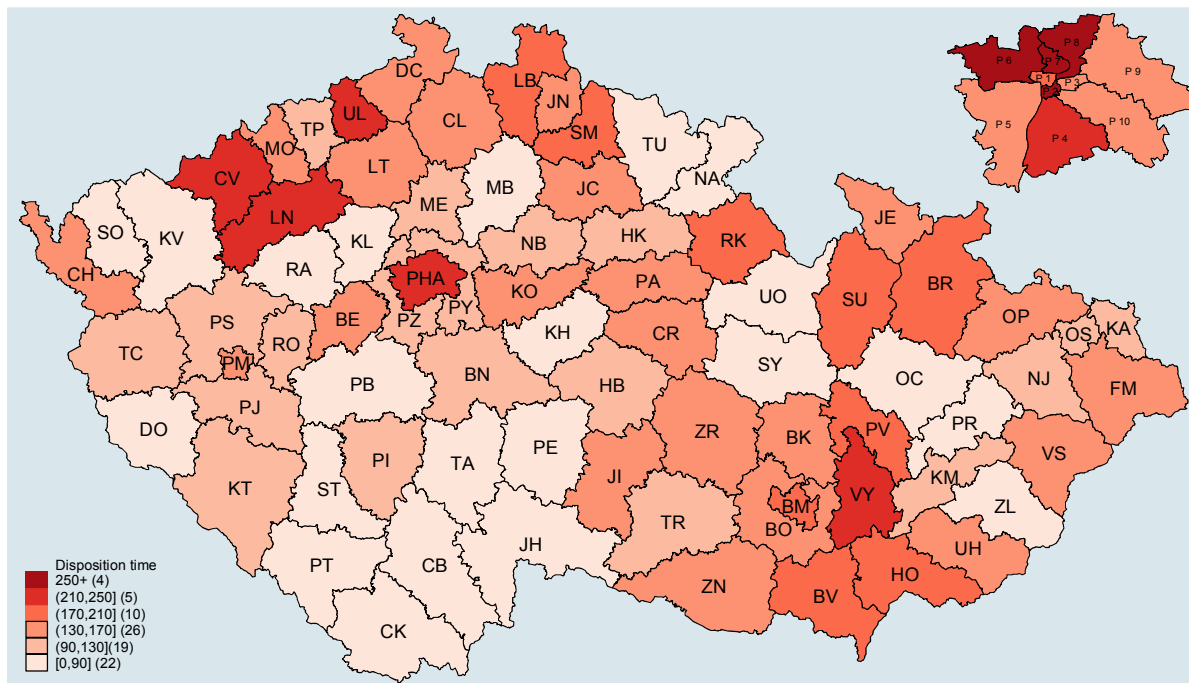 DC
LB
P 8
P 6
P 7
P 9
P 1
P 3
P 2
UL
TP
CL
JN
SM
TU
P 5
P 10
P 4
MO
LT
CV
MB
JC
NA
ME
LN
SO
KV
KL
NB
HK
RK
JE
CH
RA
PHA
KO
PA
UO
SU
BR
PS
BE
PZ
PY
OP
TC
RO
KH
CR
OS
KA
PM
PB
BN
HB
SY
OC
NJ
FM
PJ
DO
ZR
BK
PV
PR
VS
KT
PI
TA
PE
JI
KM
ST
VY
ZL
TR
BO
BM
JH
PT
CB
UH
ZN
BV
HO
CK
Disposition time
250+ (4)
(210,250] (5)
(170,210] (10)
(130,170] (26)
(90,130](19)
[0,90] (22)